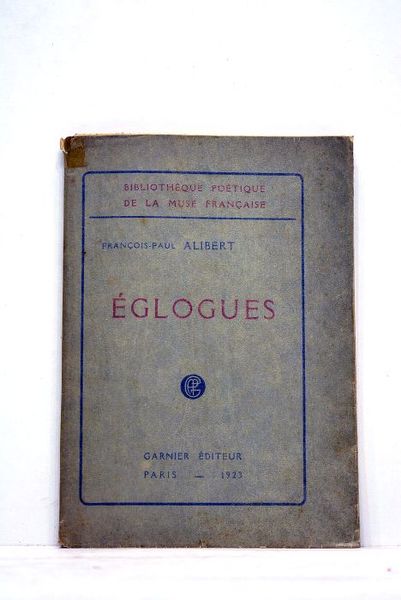 BIBLIOTHÈQUE POÉTIQUE
DE LA MUSE FRANÇAISE
FRANÇOIS-PAUL ALIBERT
ÉGLOGUES
GARNIER ÉDITEUR
PARIS — 1923